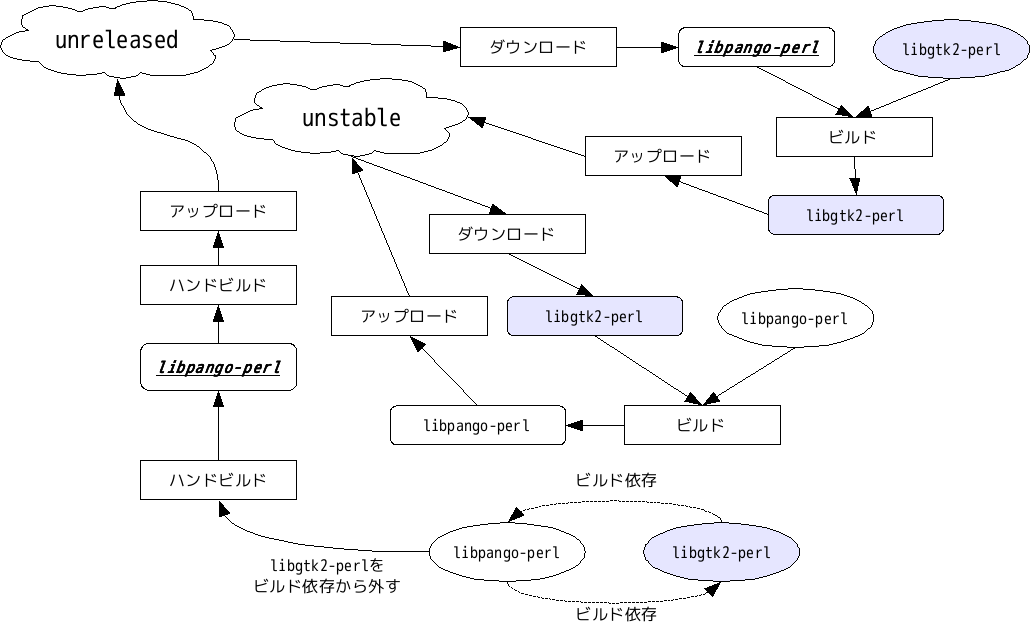 unreleased
ダウンロード
libpango-perl
libgtk2-perl
unstable
ビルド
アップロード
libgtk2-perl
アップロード
ダウンロード
ハンドビルド
アップロード
libgtk2-perl
libpango-perl
libpango-perl
libpango-perl
ビルド
ハンドビルド
ビルド依存
libpango-perl
libgtk2-perl
libgtk2-perlを
ビルド依存から外す
ビルド依存